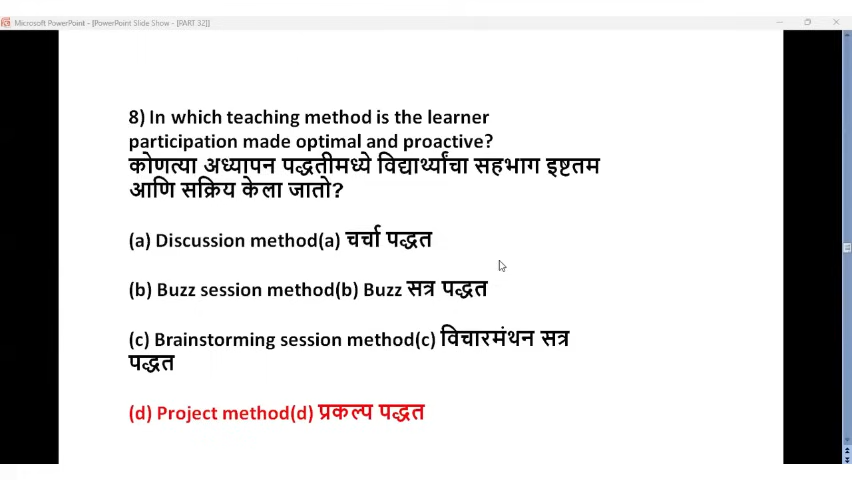 Microsoft PowerPoint - [PowerPoint Slide Show - [PART 32]]
8) In which teaching method is the learner
participation made optimal and proactive?
कोणत्या अध्यापन पद्धतीमध्ये विद्यार्थ्यांचा सहभाग इष्टतम
आणि सक्रिय केला जातो?
(a) Discussion method(a) चर्चा पद्धत
(b) Buzz session method(b) Buzz सत्र पद्धत
(c) Brainstorming session method(c) विचारमंथन सत्र
पद्धत
(d) Project method(d) प्रकल्प पद्धत